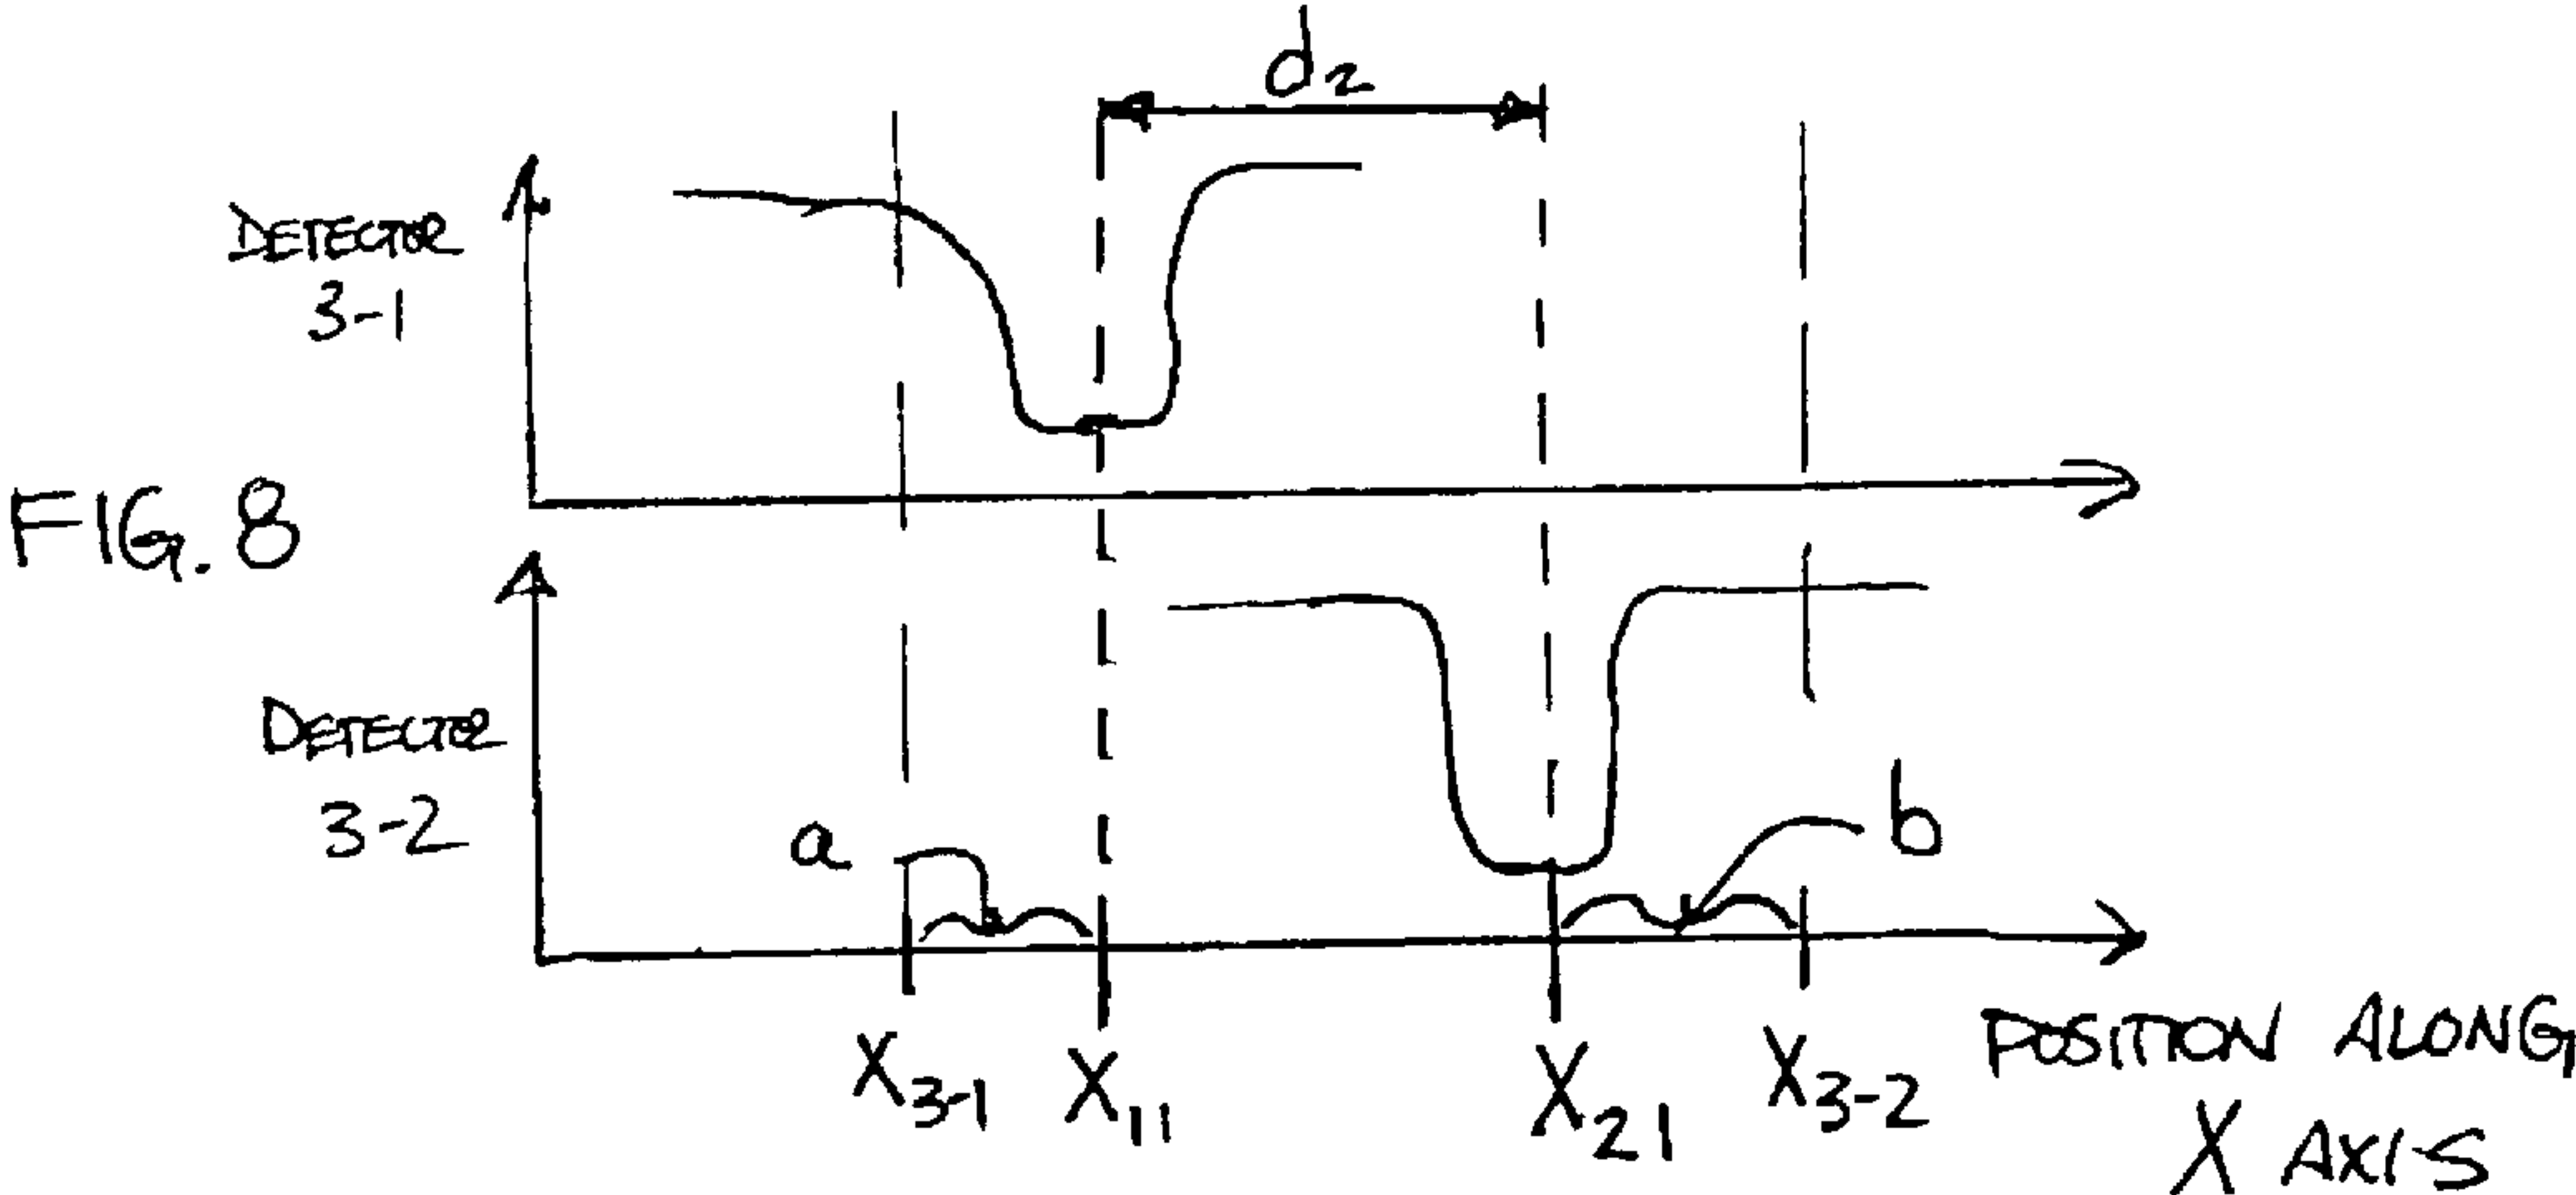 d2
DETECTOR
3-1
FIG. 8
DETECTOR
3-2
a
b
X3-1
X11
X21
X3-2
POSITION ALONG
X AXIS